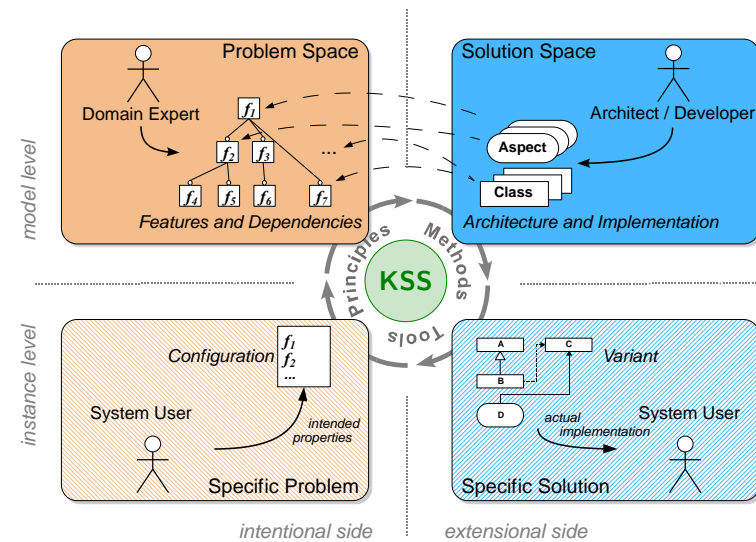 Problem Space
Domain Expert
f1
f2
f3
...
f4
f5
f6
f7
Features and Dependencies
Solution Space
Architect / Developer
Aspect
Class
Architecture and Implementation
model level
Principles
Methods
Tools
KSS
instance level
Configuration
f1
f2
...
System User
intended
properties
Specific Problem
A
C
B
D
Variant
actual
implementation
System User
Specific Solution
intentional side
extensional side